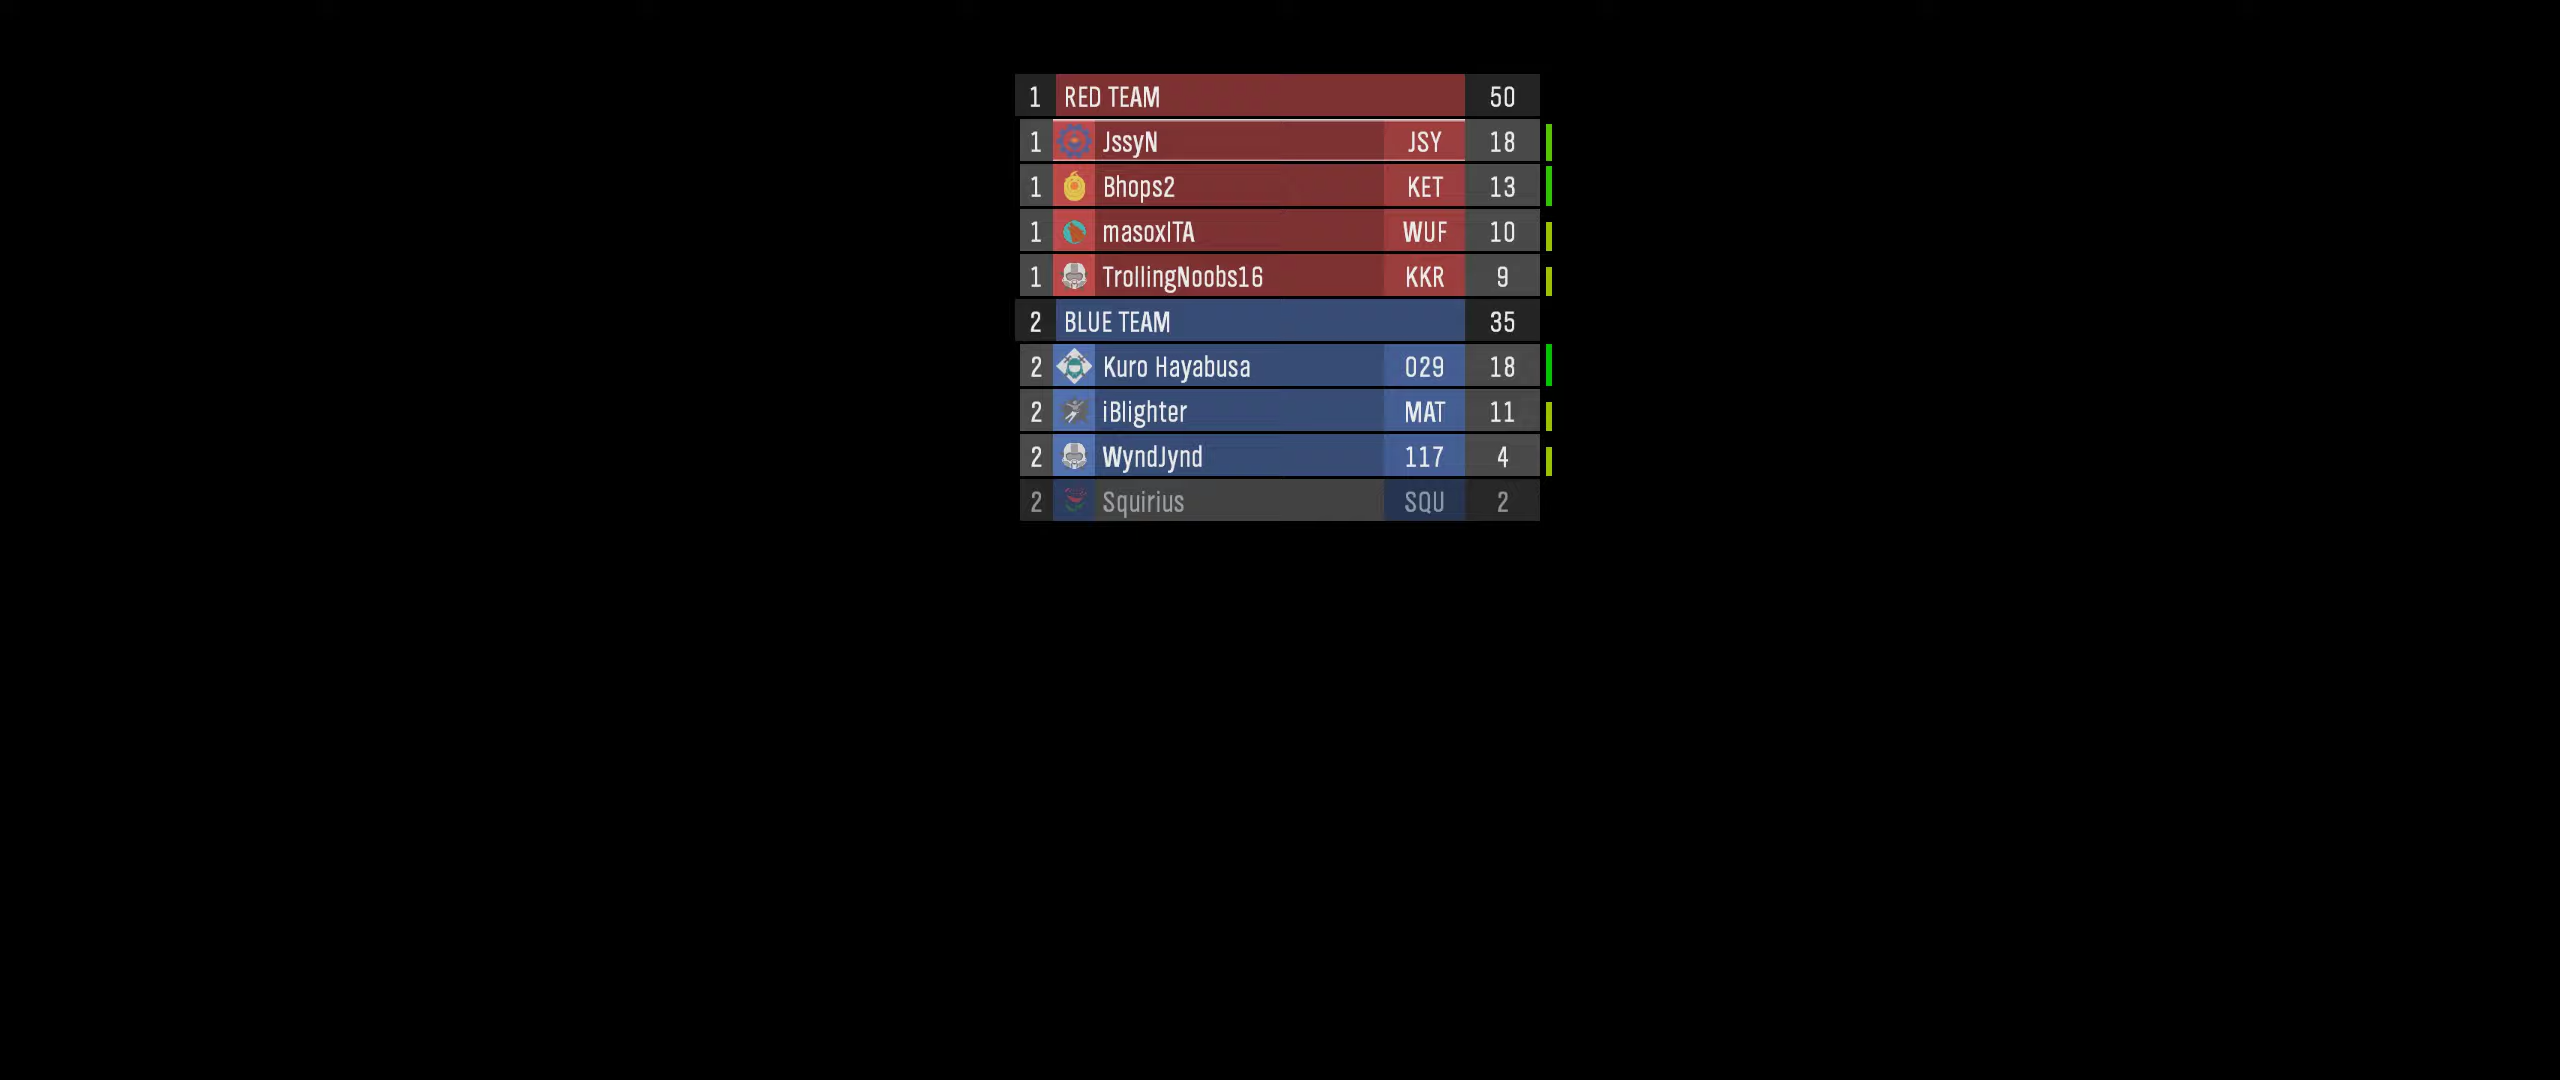 1 RED TEAM 50
1 JssyN JSY 18
1 Bhops2 KET 13
1 masoxITA WUF 10
1 TrollingNoobs16 KKR 9
2 BLUE TEAM 35
2 Kuro Hayabusa 029 18
2 iBlighter MAT 11
2 WyndJynd 117 4
2 Squirius SQU 2